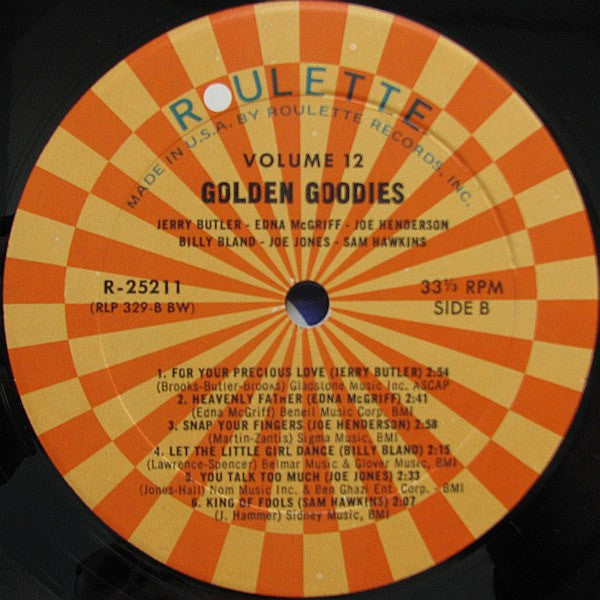 ROULETTE
MADE IN U.S.A. BY ROULETTE RECORDS, INC.
VOLUME 12
GOLDEN GOODIES
JERRY BUTLER - EDNA McGRIFF - JOE HENDERSON
BILLY BLAND - JOE JONES - SAM HAWKINS
R-25211
(RLP 329-B BW)
33⅓ RPM
SIDE B
1. FOR YOUR PRECIOUS LOVE (JERRY BUTLER) 2:54
(Brooks-Butler-Brooks) Gladstone Music Inc. ASCAP
2. HEAVENLY FATHER (EDNA McGRIFF) 2:41
(Edna McGriff) Beneil Music Corp. BMI
3. SNAP YOUR FINGERS (JOE HENDERSON) 2:58
(Martin-Zantis) Sigma Music, BMI
4. LET THE LITTLE GIRL DANCE (BILLY BLAND) 2:15
(Lawrence-Spencer) Beimar Music & Glover Music, BMI
5. YOU TALK TOO MUCH (JOE JONES) 2:33
(Jones-Hall) Nom Music Inc. & Ben Ghazi Ent. Corp. - BMI
6. KING OF FOOLS (SAM HAWKINS) 2:07
(J. Hammer) Sidney Music, BMI